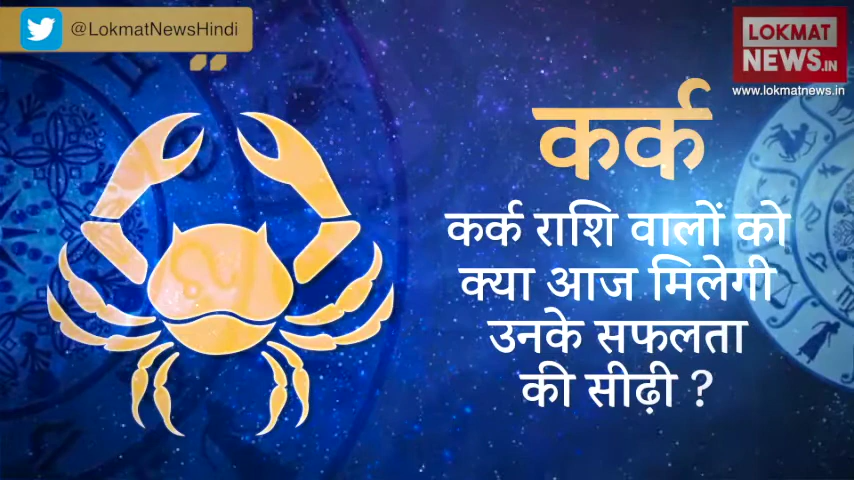 @LokmatNewsHindi
LOKMAT
NEWS.IN
www.lokmatnews.in
कर्क
कर्क राशि वालों को
क्या आज मिलेगी
उनके सफलता
की सीढ़ी ?